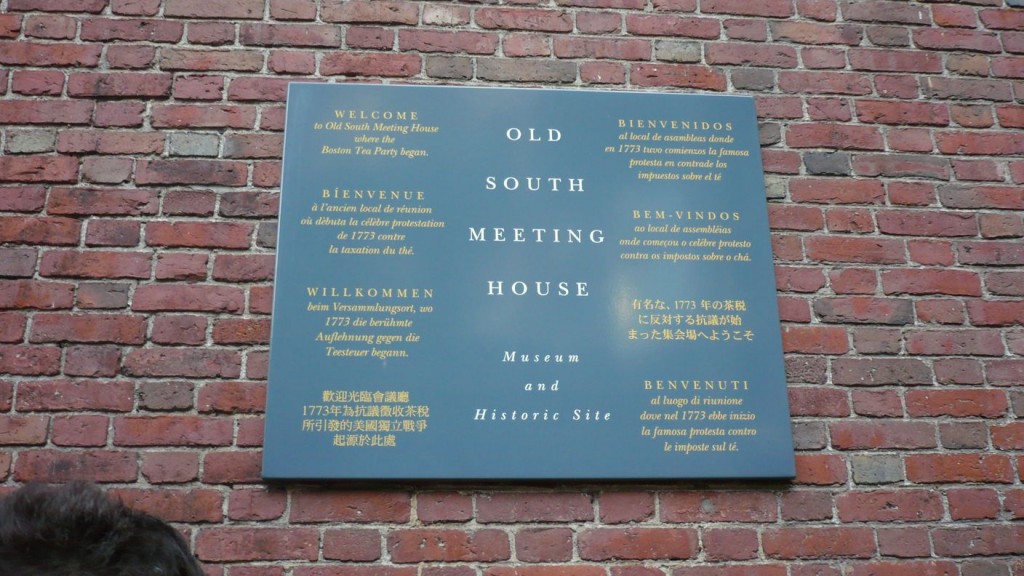 WELCOME
to Old South Meeting House
where the
Boston Tea Party began.
BÍENVENUE
à l'ancien local de réunion
où débuta la célèbre protestation
de 1773 contre
la taxation du thé.
WILLKOMMEN
beim Versammlungsort, wo
1773 die berühmte
Auflehnung gegen die
Teesteuer begann.
歡迎光臨會議廳
1773年為抗議徵收茶稅
所引發的美國獨立戰爭
起源於此處
OLD
SOUTH
MEETING
HOUSE
Museum
and
Historic Site
BIENVENIDOS
al local de asambleas donde
en 1773 tuvo comienzos la famosa
protesta en contrade los
impuestos sobre el té
BEM-VINDOS
ao local de assembléias
onde começou o celêbre protesto
contra os impostos sobre o chá.
有名な、1773 年の茶税
に反対する抗議が始
まった集会場へようこそ
BENVENUTI
al luogo di riunione
dove nel 1773 ebbe inizio
la famosa protesta contro
le imposte sul tè.